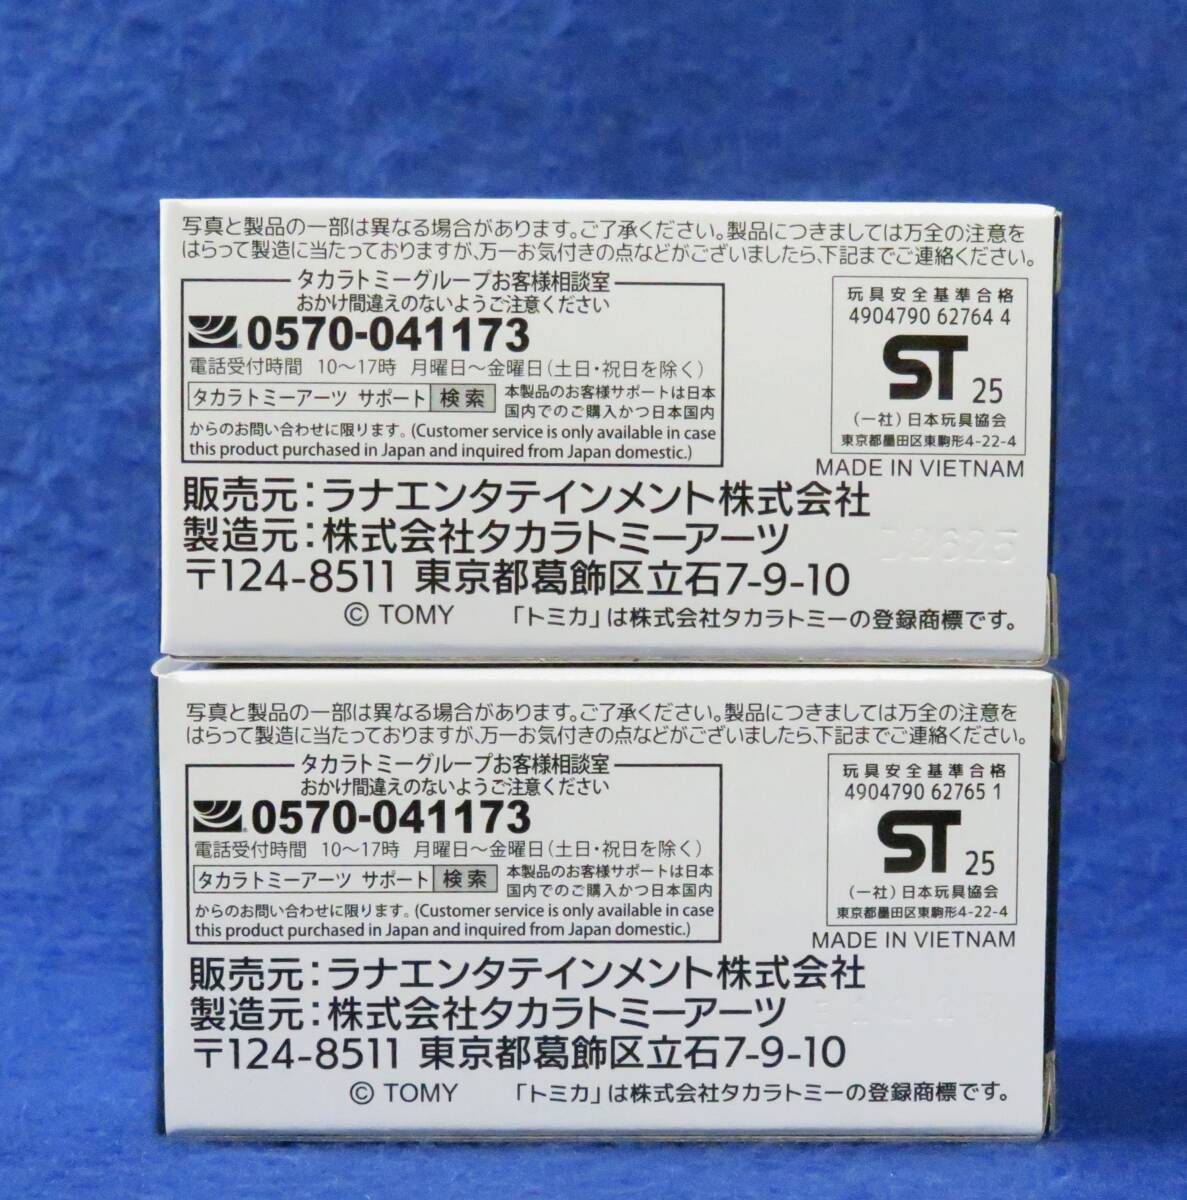 写真と製品の一部は異なる場合があります。ご了承ください。製品につきましては万全の注意を
はらって製造に当たっておりますが、万一お気付きの点などがございましたら、下記までご連絡ください。
タカラトミーグループお客様相談室
おかけ間違えのないようご注意ください
0570-041173
電話受付時間 10〜17時 月曜日〜金曜日(土日・祝日を除く)
タカラトミーアーツ サポート 検索
本製品のお客様サポートは日本
国内でのご購入かつ日本国内
からのお問い合わせに限ります。(Customer service is only available in case
this product purchased in Japan and inquired from Japan domestic.)
玩具安全基準合格
4904790 62764 4
ST 25
(一社)日本玩具協会
東京都墨田区東駒形4-22-4
MADE IN VIETNAM
販売元:ラナエンタテインメント株式会社
製造元:株式会社タカラトミーアーツ
〒124-8511 東京都葛飾区立石7-9-10
© TOMY 「トミカ」は株式会社タカラトミーの登録商標です。
写真と製品の一部は異なる場合があります。ご了承ください。製品につきましては万全の注意を
はらって製造に当たっておりますが、万一お気付きの点などがございましたら、下記までご連絡ください。
タカラトミーグループお客様相談室
おかけ間違えのないようご注意ください
0570-041173
電話受付時間 10〜17時 月曜日〜金曜日(土日・祝日を除く)
タカラトミーアーツ サポート 検索
本製品のお客様サポートは日本
国内でのご購入かつ日本国内
からのお問い合わせに限ります。(Customer service is only available in case
this product purchased in Japan and inquired from Japan domestic.)
玩具安全基準合格
4904790 62765 1
ST 25
(一社)日本玩具協会
東京都墨田区東駒形4-22-4
MADE IN VIETNAM
販売元:ラナエンタテインメント株式会社
製造元:株式会社タカラトミーアーツ
〒124-8511 東京都葛飾区立石7-9-10
© TOMY 「トミカ」は株式会社タカラトミーの登録商標です。